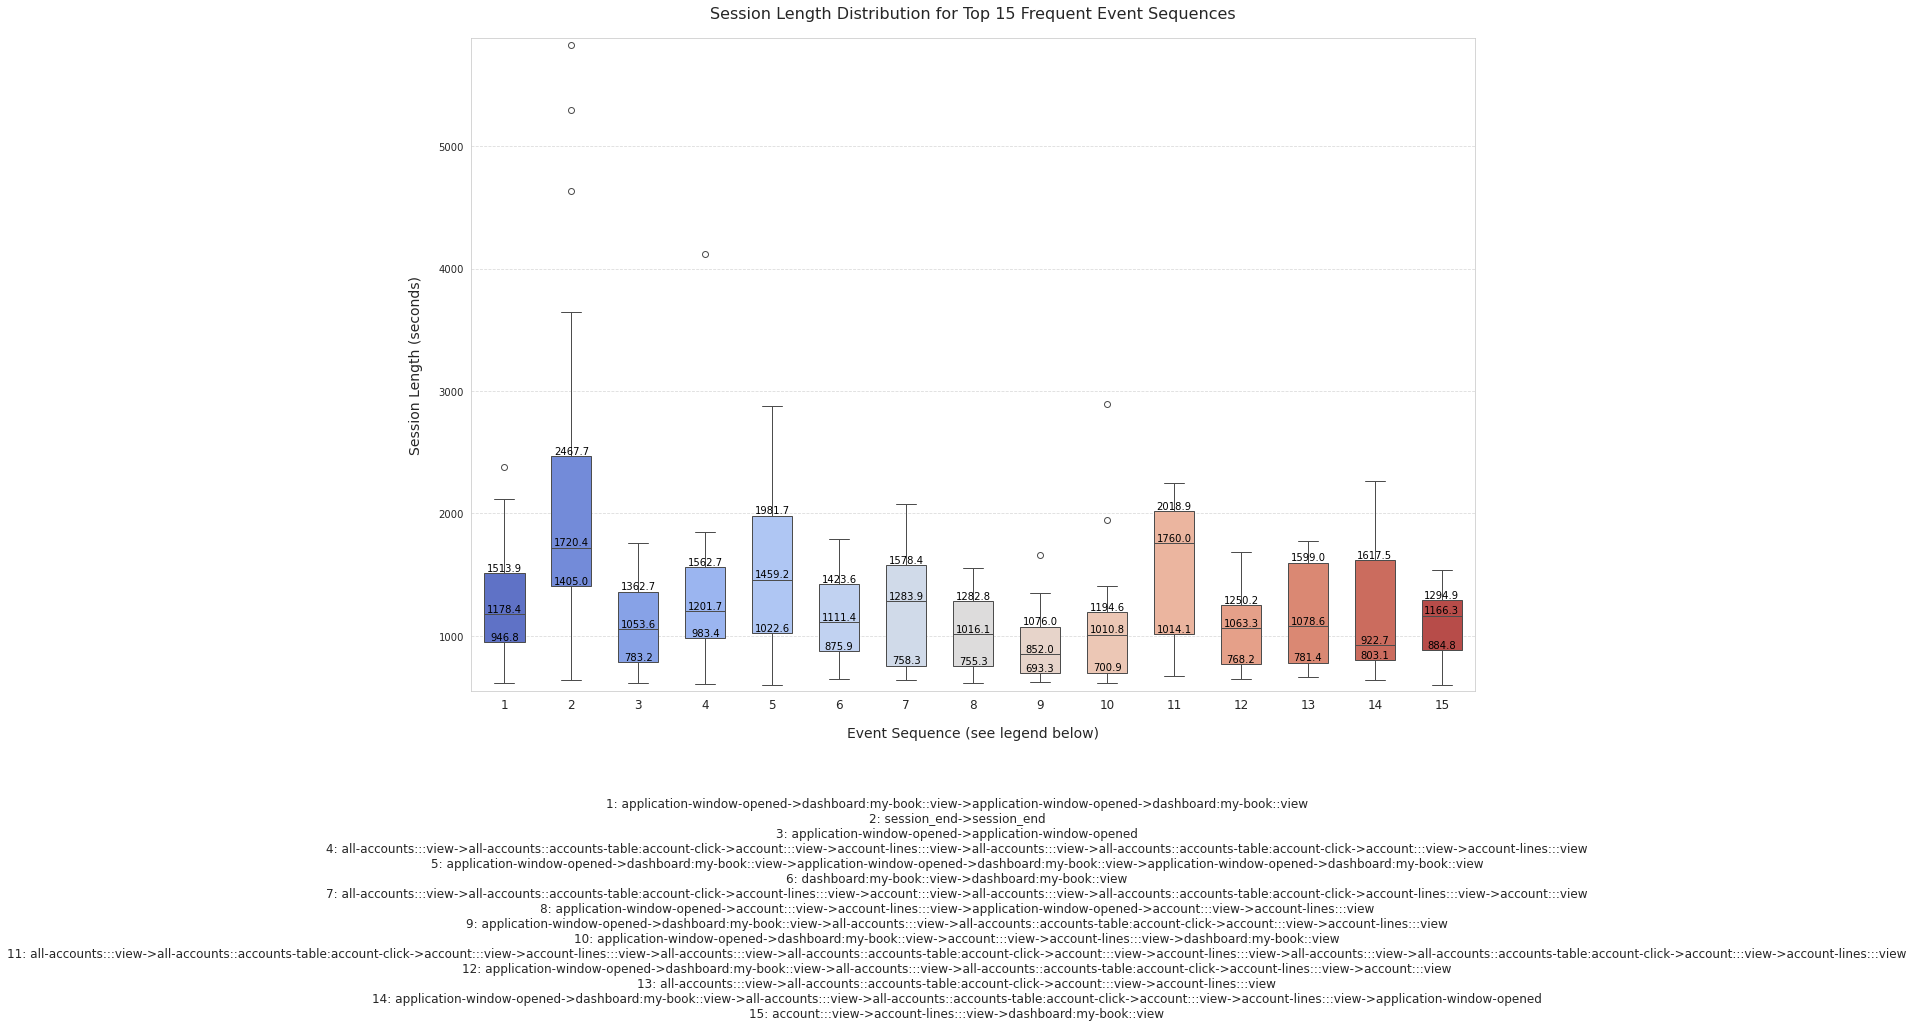 Session Length Distribution for Top 15 Frequent Event Sequences
Session Length (seconds)
5000
4000
3000
2000
1000
1513.9
1178.4
946.8
2467.7
1720.4
1405.0
1362.7
1053.6
783.2
1562.7
1201.7
983.4
1981.7
1459.2
1022.6
1423.6
1111.4
875.9
1578.4
1283.9
758.3
1282.8
1016.1
755.3
1076.0
852.0
693.3
1194.6
1010.8
700.9
2018.9
1760.0
1014.1
1250.2
1063.3
768.2
1599.0
1078.6
781.4
1617.5
922.7
803.1
1294.9
1166.3
884.8
1 2 3 4 5 6 7 8 9 10 11 12 13 14 15
Event Sequence (see legend below)
1: application-window-opened->dashboard:my-book::view->application-window-opened->dashboard:my-book::view
2: session_end->session_end
3: application-window-opened->application-window-opened
4: all-accounts:::view->all-accounts::accounts-table:account-click->account:::view->account-lines:::view->all-accounts:::view->all-accounts::accounts-table:account-click->account:::view->account-lines:::view
5: application-window-opened->dashboard:my-book::view->application-window-opened->dashboard:my-book::view->application-window-opened->dashboard:my-book::view
6: dashboard:my-book::view->dashboard:my-book::view
7: all-accounts:::view->all-accounts::accounts-table:account-click->account-lines:::view->account:::view->all-accounts:::view->all-accounts::accounts-table:account-click->account-lines:::view->account:::view
8: application-window-opened->account:::view->account-lines:::view->application-window-opened->account:::view->account-lines:::view
9: application-window-opened->dashboard:my-book::view->all-accounts:::view->all-accounts::accounts-table:account-click->account:::view->account-lines:::view
10: application-window-opened->dashboard:my-book::view->account:::view->account-lines:::view->dashboard:my-book::view
11: all-accounts:::view->all-accounts::accounts-table:account-click->account:::view->account-lines:::view->all-accounts:::view->all-accounts::accounts-table:account-click->account:::view->account-lines:::view->all-accounts:::view->all-accounts::accounts-table:account-click->account:::view->account-lines:::view
12: application-window-opened->dashboard:my-book::view->all-accounts:::view->all-accounts::accounts-table:account-click->account-lines:::view->account:::view
13: all-accounts:::view->all-accounts::accounts-table:account-click->account:::view->account-lines:::view
14: application-window-opened->dashboard:my-book::view->all-accounts:::view->all-accounts::accounts-table:account-click->account:::view->account-lines:::view->application-window-opened
15: account:::view->account-lines:::view->dashboard:my-book::view